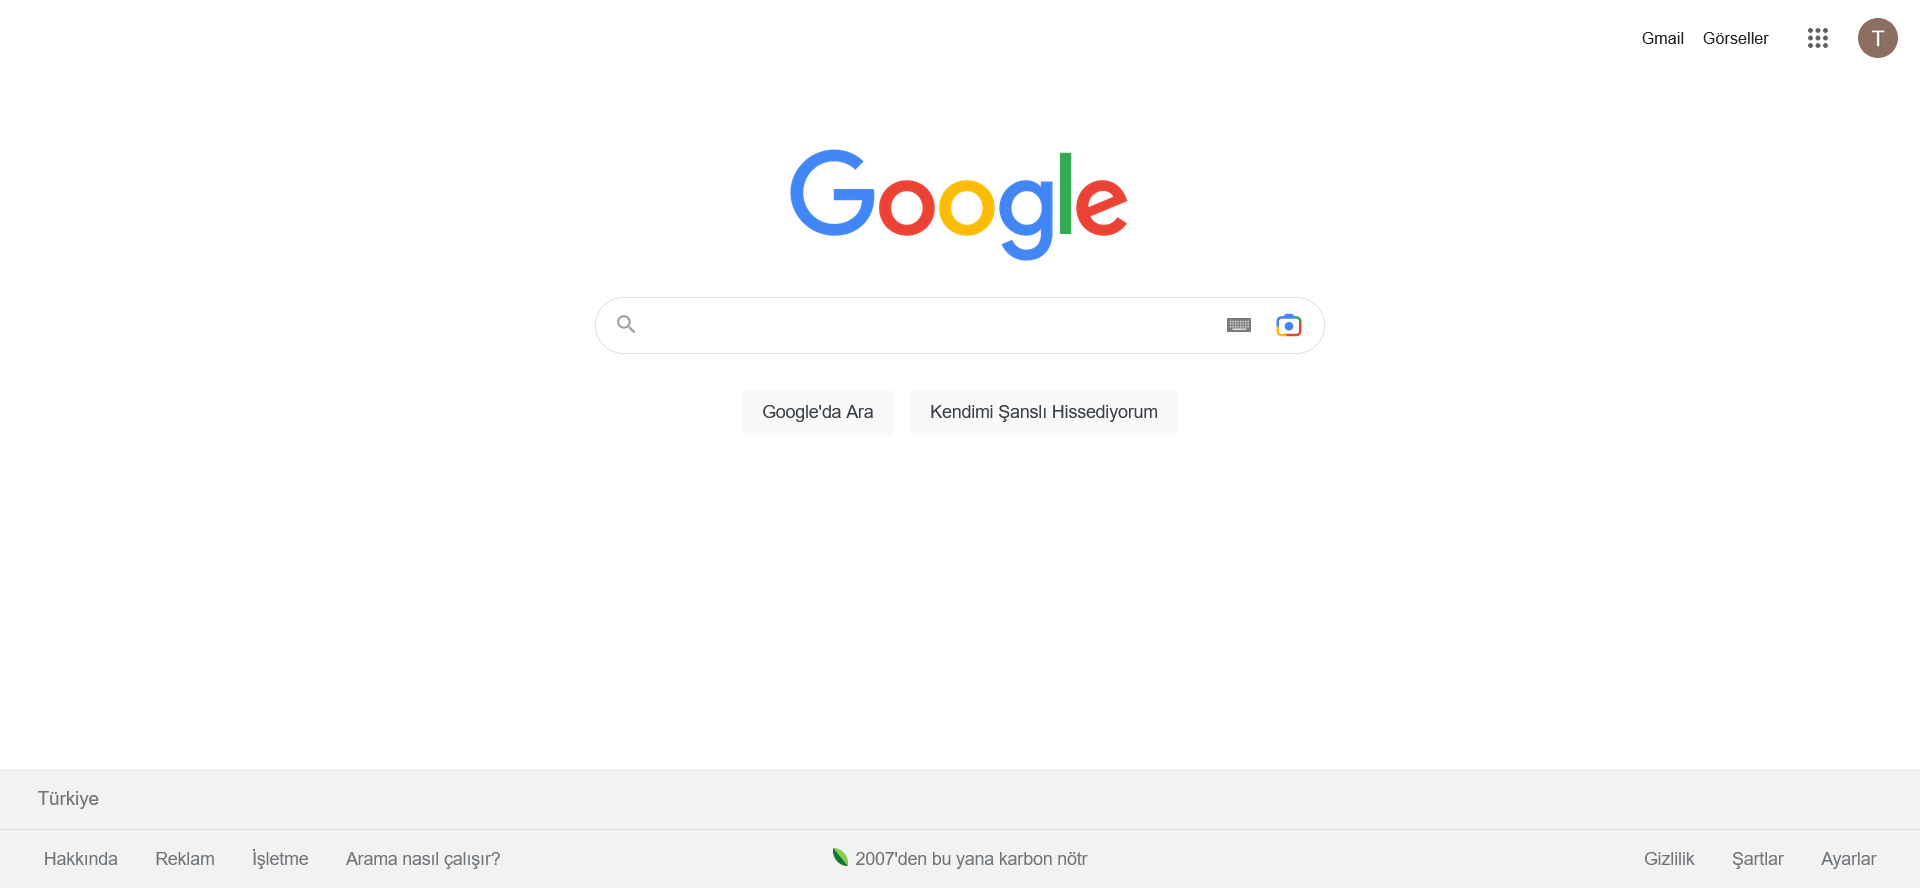 Gmail Görseller T
Google
Google'da Ara Kendimi Şanslı Hissediyorum
Türkiye
Hakkında Reklam İşletme Arama nasıl çalışır? 2007'den bu yana karbon nötr Gizlilik Şartlar Ayarlar